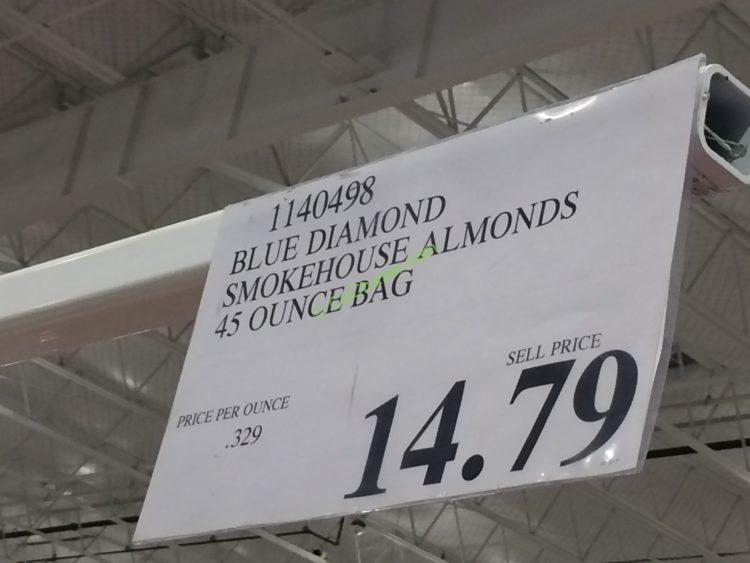 1140498
BLUE DIAMOND
SMOKEHOUSE ALMONDS
45 OUNCE BAG
SELL PRICE
14.79
PRICE PER OUNCE
.329